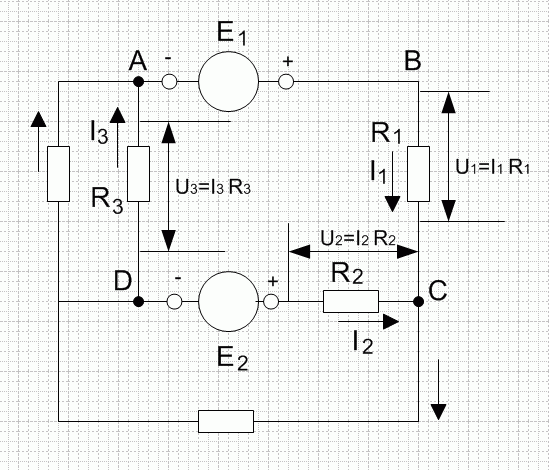 E1
A - + B
I3 R1
U3=I3 R3 I1 U1=I1 R1
R3
U2=I2 R2
D - + R2 C
I2
E2